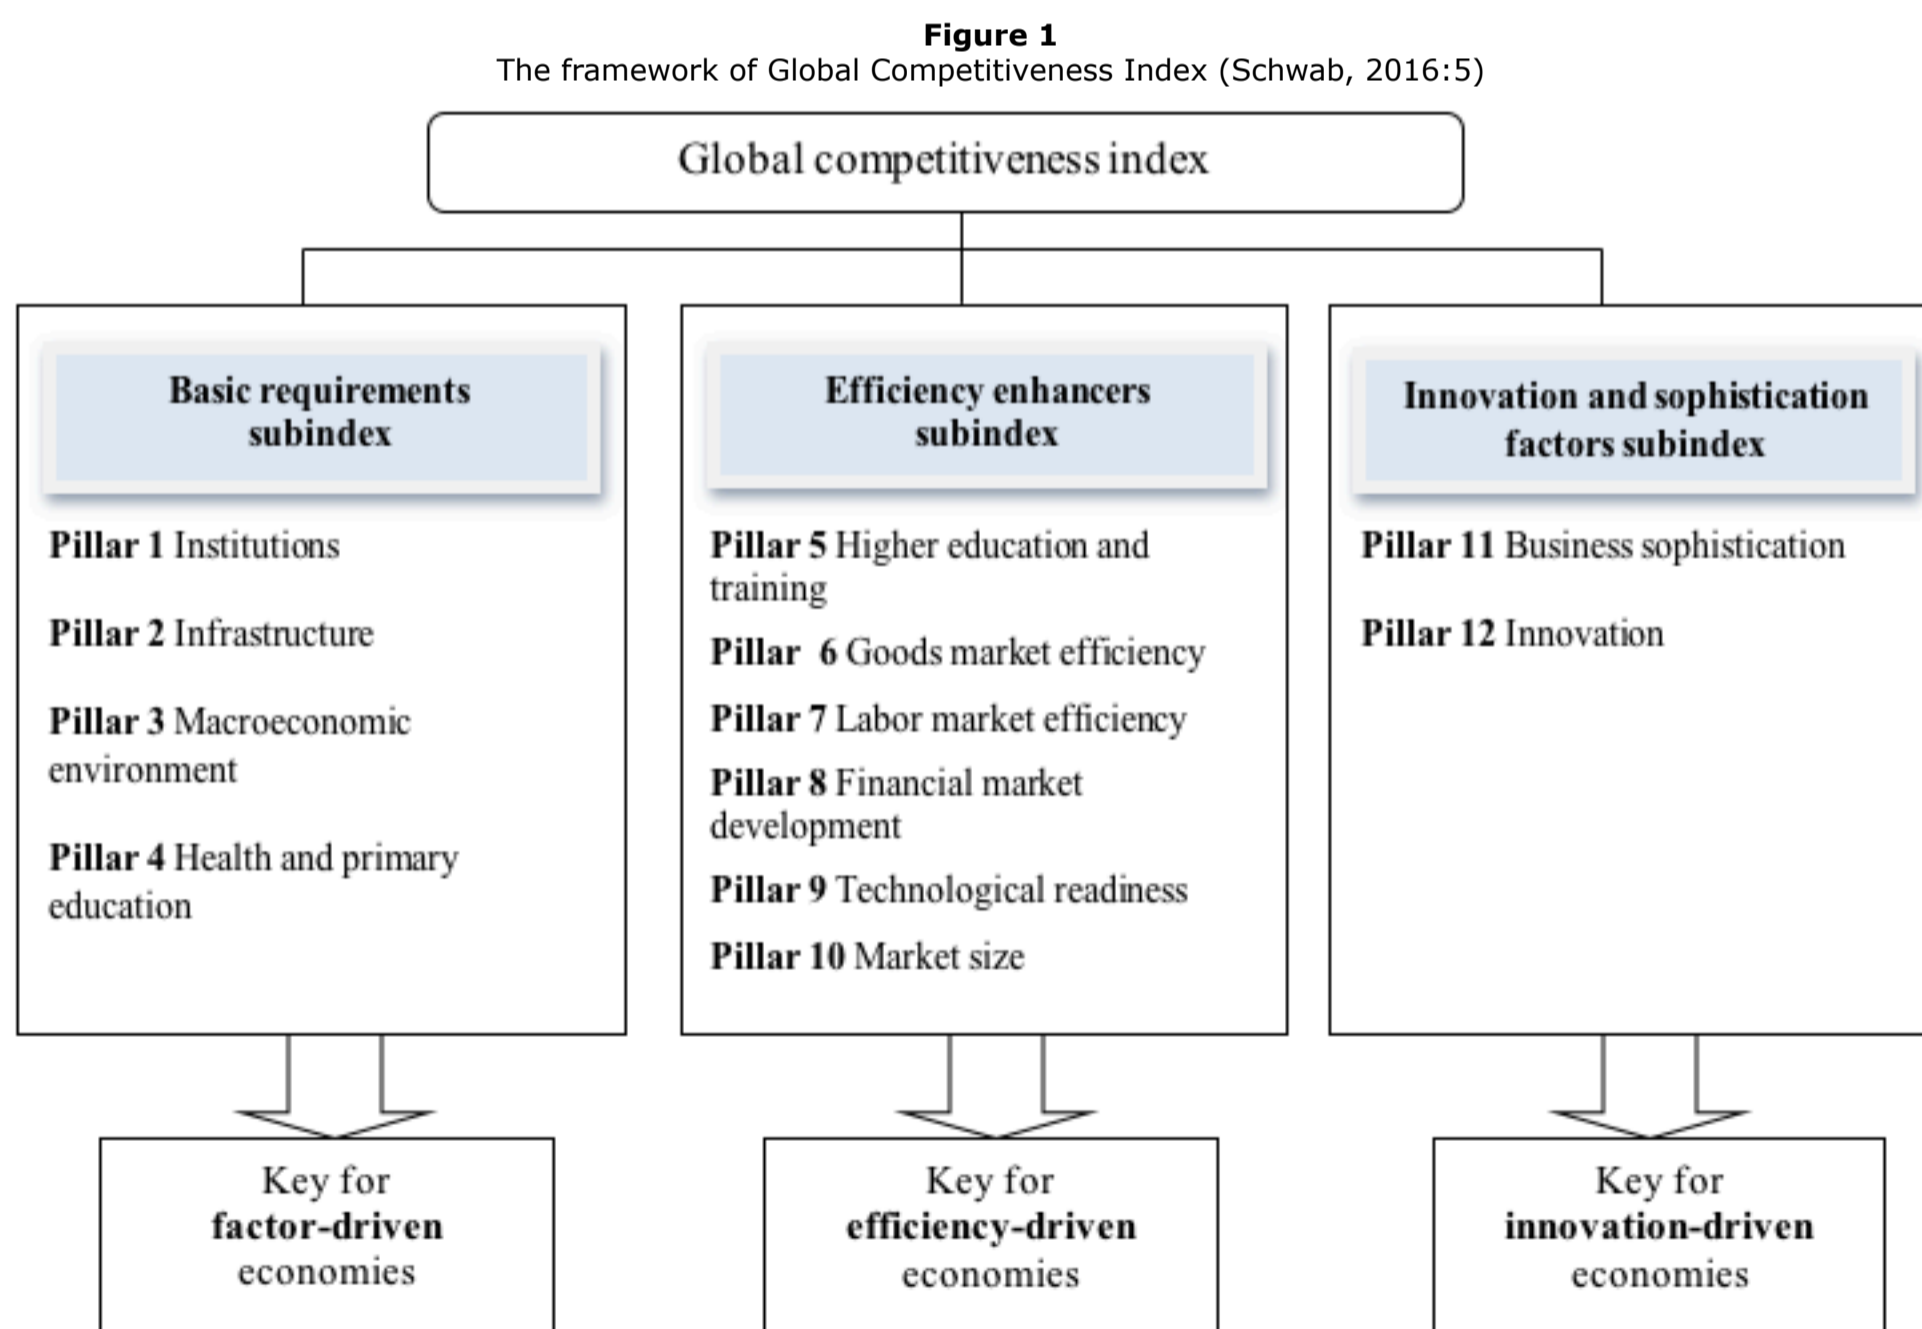 Figure 1
The framework of Global Competitiveness Index (Schwab, 2016:5)
Global competitiveness index
Basic requirements
subindex
Pillar 1 Institutions
Pillar 2 Infrastructure
Pillar 3 Macroeconomic
environment
Pillar 4 Health and primary
education
Key for
factor-driven
economies
Efficiency enhancers
subindex
Pillar 5 Higher education and
training
Pillar  6 Goods market efficiency
Pillar 7 Labor market efficiency
Pillar 8 Financial market
development
Pillar 9 Technological readiness
Pillar 10 Market size
Key for
efficiency-driven
economies
Innovation and sophistication
factors subindex
Pillar 11 Business sophistication
Pillar 12 Innovation
Key for
innovation-driven
economies